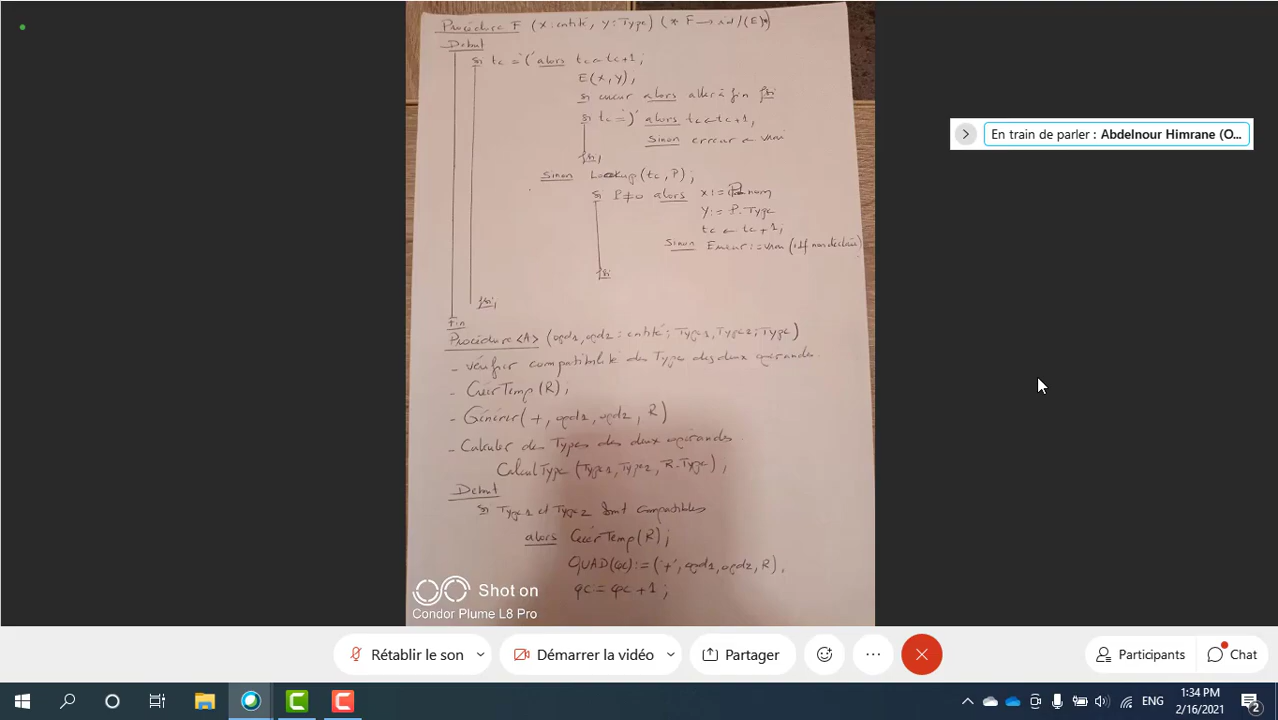 Procédure F (x: entité, y: Type) (* F → id/(E)*)
Debut
si tc = '(' alors tc ← tc+1;
E(x,y),
si erreur alors aller à fin fsi
si tc = ')' alors tc ← tc+1,
sinon erreur ← vrai
fsi,
sinon Lookup(tc, P);
si P≠0 alors x := P.nom
y := P.Type
tc ← tc+1,
sinon Erreur := vrai (idf non déclaré)
fsi
fsi,
Fin
Procédure <A> (opd1, opd2 : entité; Type1, Type2; Type)
- Vérifier compatibilité des Type des deux opérandes.
- CréerTemp(R);
- Générer(+, opd1, opd2, R)
- Calculer des Types des deux opérandes.
CalculType (Type1, Type2, R.Type),
Debut
si Type1 et Type2 sont compatibles
alors CréerTemp(R);
QUAD(qc) := ('+', opd1, opd2, R),
qc := qc +1;
Shot on
Condor Plume L8 Pro
En train de parler : Abdelnour Himrane (O...
Rétablir le son
Démarrer la vidéo
Partager
Participants
Chat
ENG
1:34 PM
2/16/2021
2